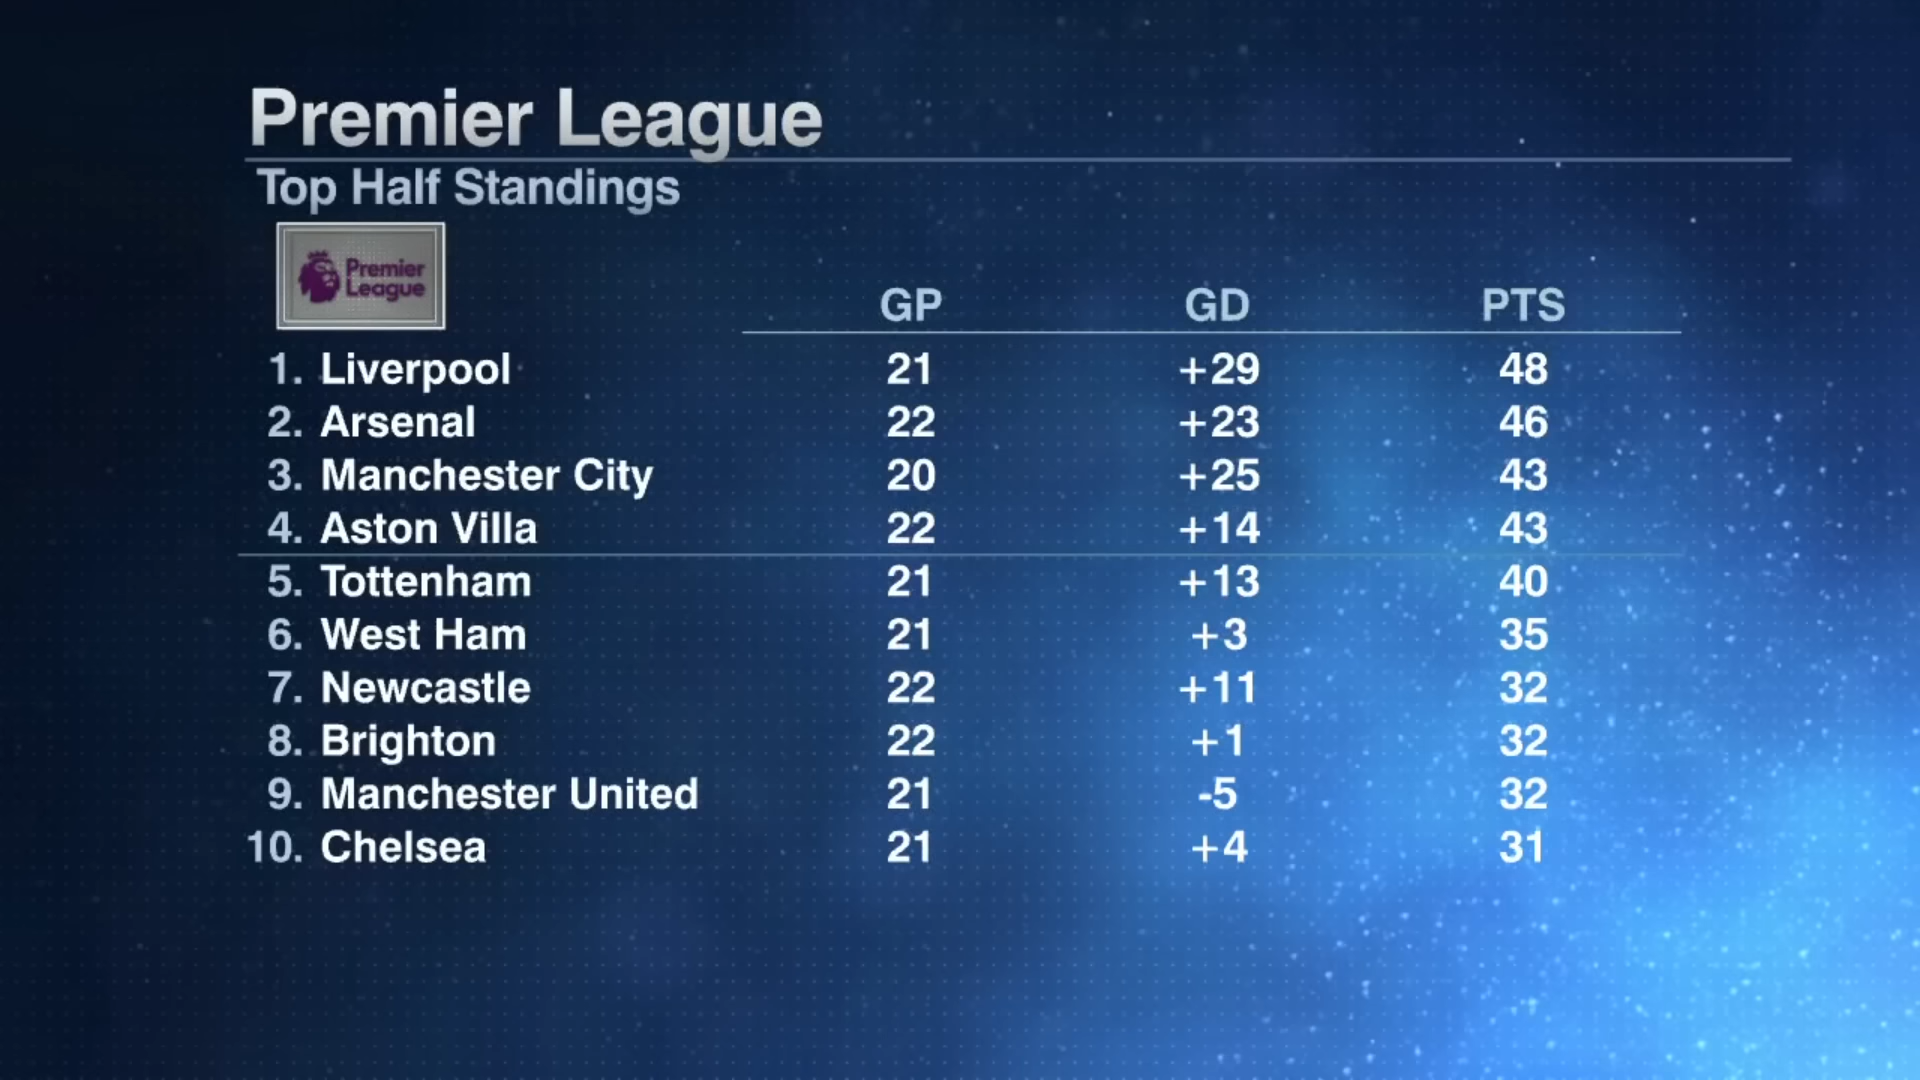 Premier League
Top Half Standings
Premier
League
GP GD PTS
1. Liverpool 21 +29 48
2. Arsenal 22 +23 46
3. Manchester City 20 +25 43
4. Aston Villa 22 +14 43
5. Tottenham 21 +13 40
6. West Ham 21 +3 35
7. Newcastle 22 +11 32
8. Brighton 22 +1 32
9. Manchester United 21 -5 32
10. Chelsea 21 +4 31